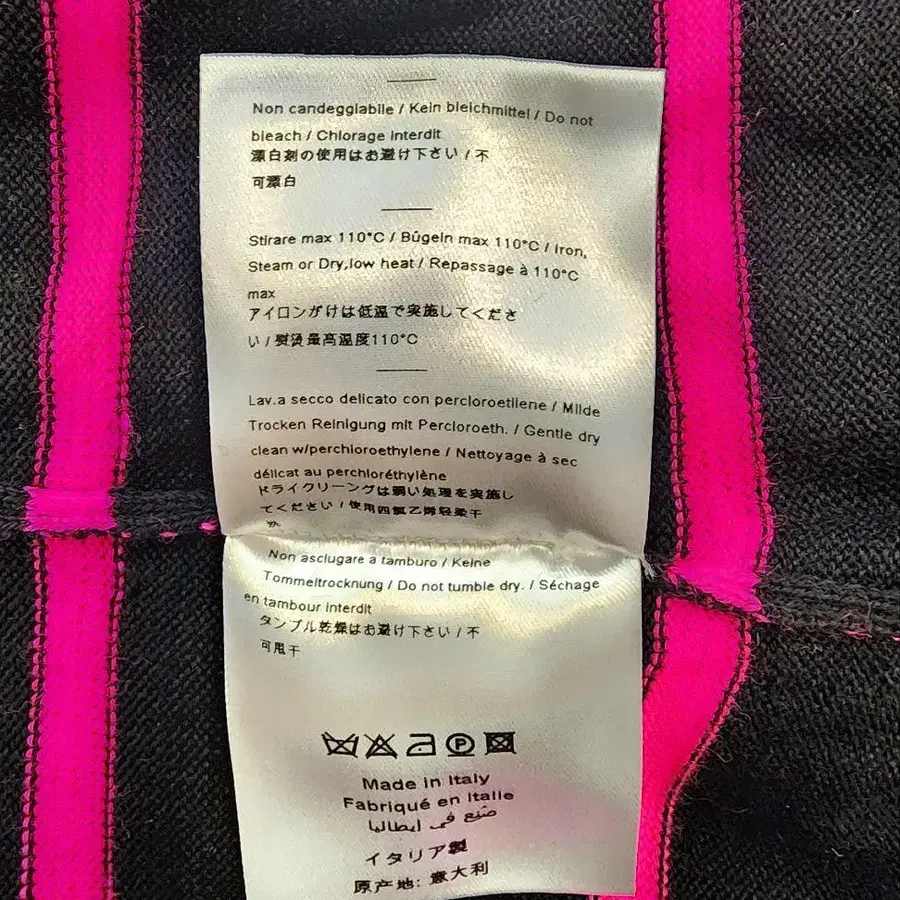 Non candeggiabile / Kein bleichmittel / Do not
bleach / Chlorage interdit
漂白剤の使用はお避け下さい / 不
可漂白
Stirare max 110°C / Bûgeln max 110°C / Iron,
Steam or Dry,low heat / Repassage à 110°C
max
アイロンがけは低温で実施してくださ
い / 熨烫最高温度110°C
Lav.a secco delicato con percloroetilene / Milde
Trocken Reinigung mit Percloroeth. / Gentle dry
clean w/perchloroethylene / Nettoyage à sec
délicat au perchloréthylène
ドライクリーングは弱い処理を実施し
てください / 使用四氯乙烯轻柔干
洗
Non asciugare a tamburo / Keine
Tommeltrocknung / Do not tumble dry. / Séchage
en tambour interdit
タンブル乾燥はお避け下さい / 不
可甩干
P
Made in Italy
Fabriqué en Italie
صنع في إيطاليا
イタリア製
原产地: 意大利